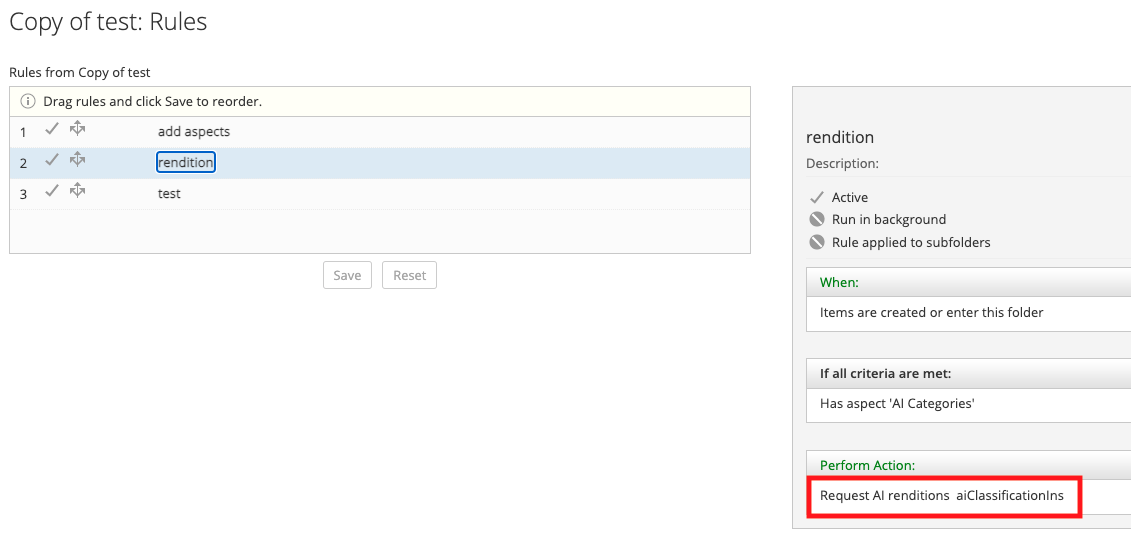 Copy of test: Rules
Rules from Copy of test
Drag rules and click Save to reorder.
1 add aspects
2 rendition
3 test
Save Reset
rendition
Description:
Active
Run in background
Rule applied to subfolders
When:
Items are created or enter this folder
If all criteria are met:
Has aspect 'AI Categories'
Perform Action:
Request AI renditions aiClassificationIns